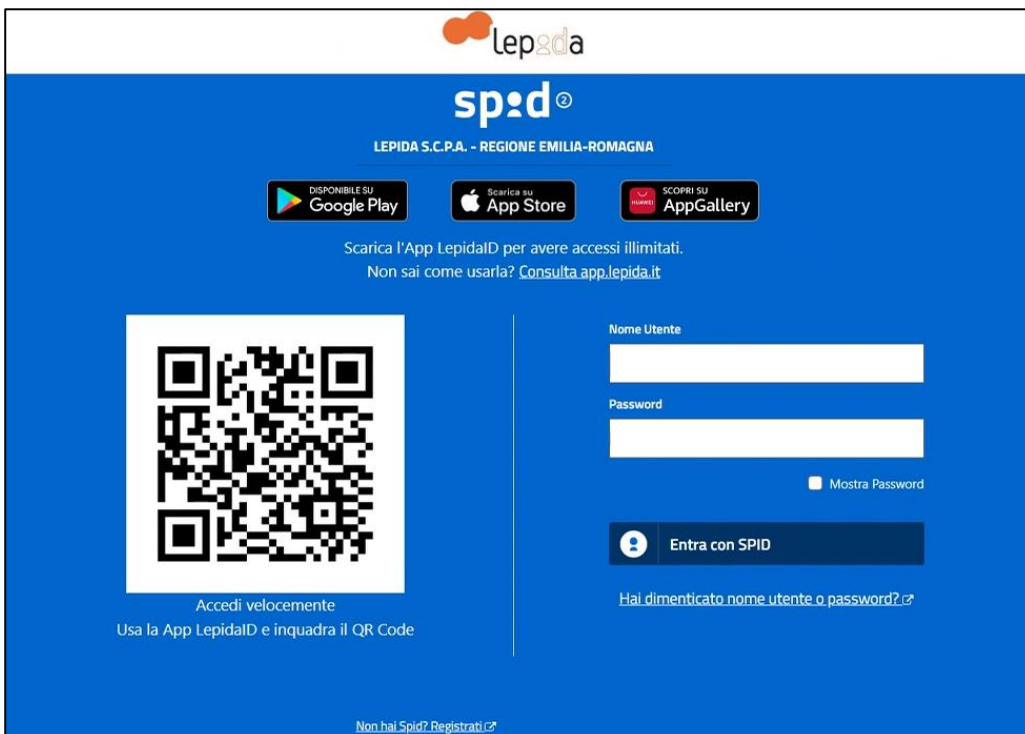 lepida
spid 2
LEPIDA S.C.P.A. - REGIONE EMILIA-ROMAGNA
DISPONIBILE SU
Google Play
Scarica su
App Store
HUAWEI
SCOPRI SU
AppGallery
Scarica l'App LepidaID per avere accessi illimitati.
Non sai come usarla? Consulta app.lepida.it
Accedi velocemente
Usa la App LepidaID e inquadra il QR Code
Nome Utente
Password
Mostra Password
Entra con SPID
Hai dimenticato nome utente o password?
Non hai Spid? Registrati